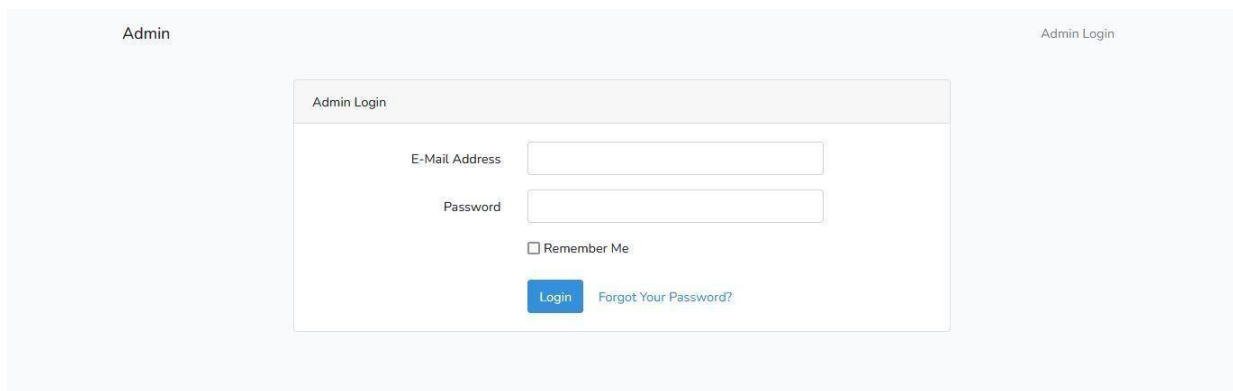 Admin Admin Login
Admin Login
E-Mail Address
Password
Remember Me
Login Forgot Your Password?